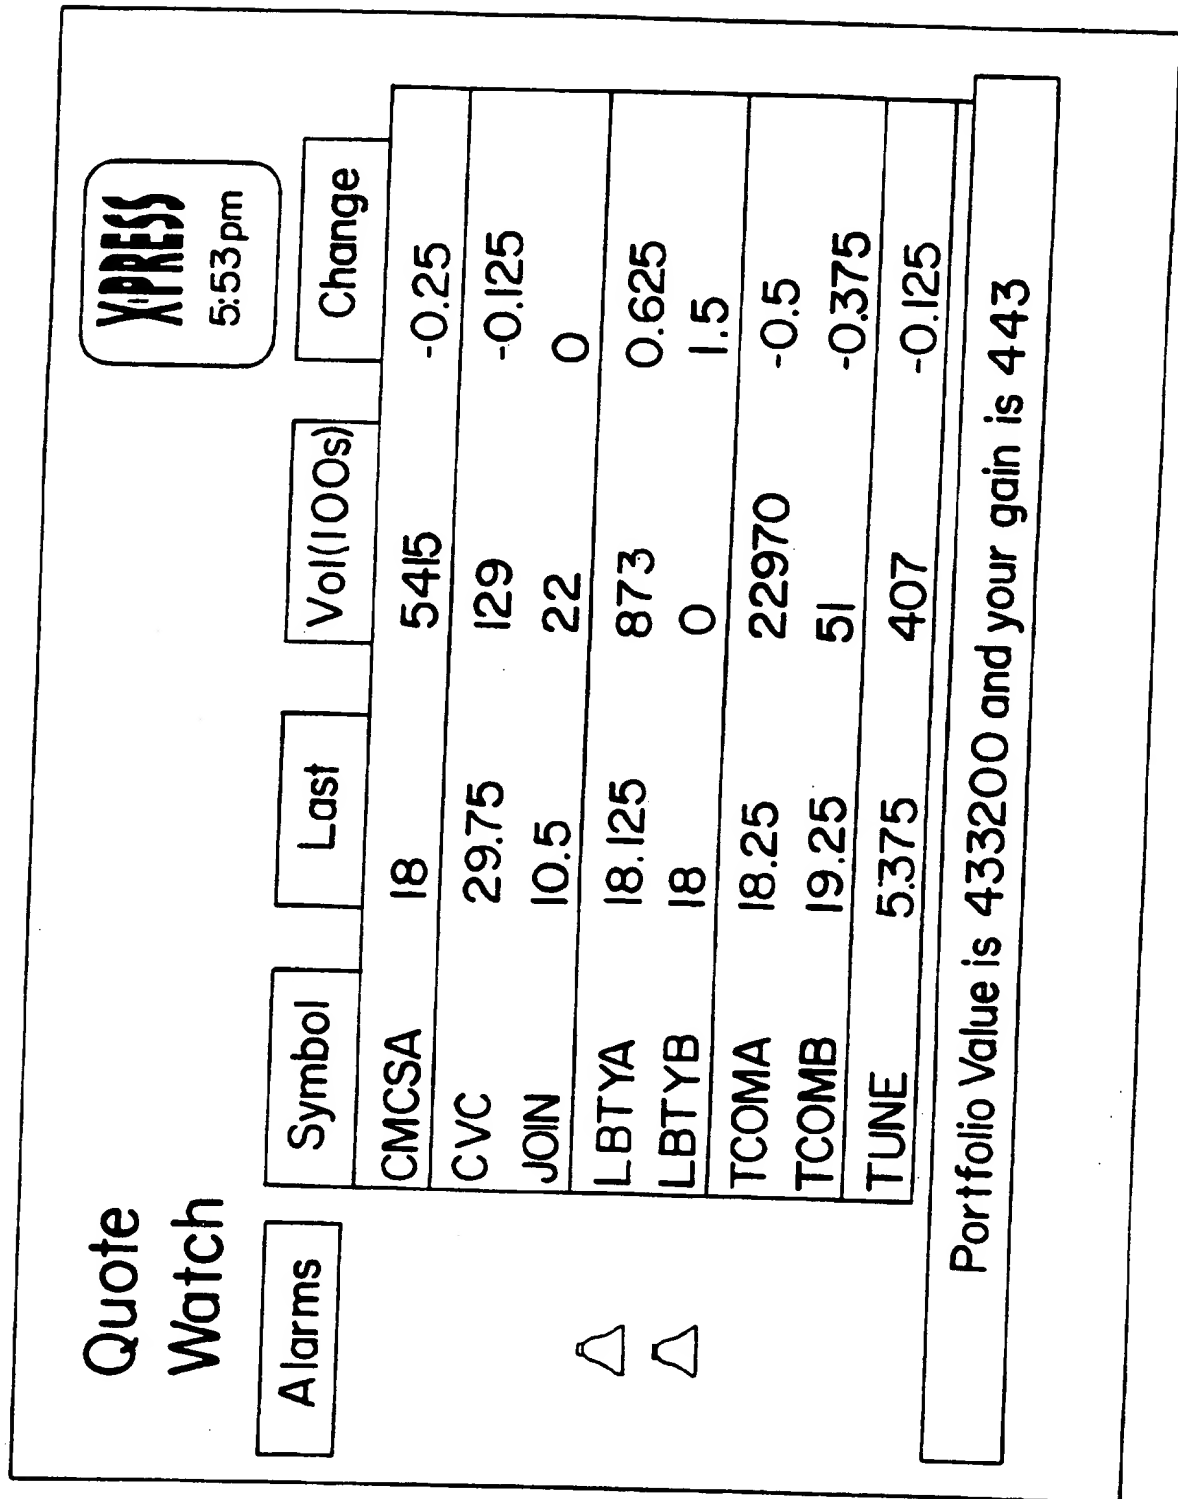 Quote
Watch
X·PRESS
5:53pm
Alarms Symbol Last Vol(100s) Change
CMCSA 18 5415 -0.25
CVC 29.75 129 -0.125
JOIN 10.5 22 0
LBTYA 18.125 873 0.625
LBTYB 18 0 1.5
TCOMA 18.25 22970 -0.5
TCOMB 19.25 51 -0.375
TUNE 5.375 407 -0.125
Portfolio Value is 433200 and your gain is 443